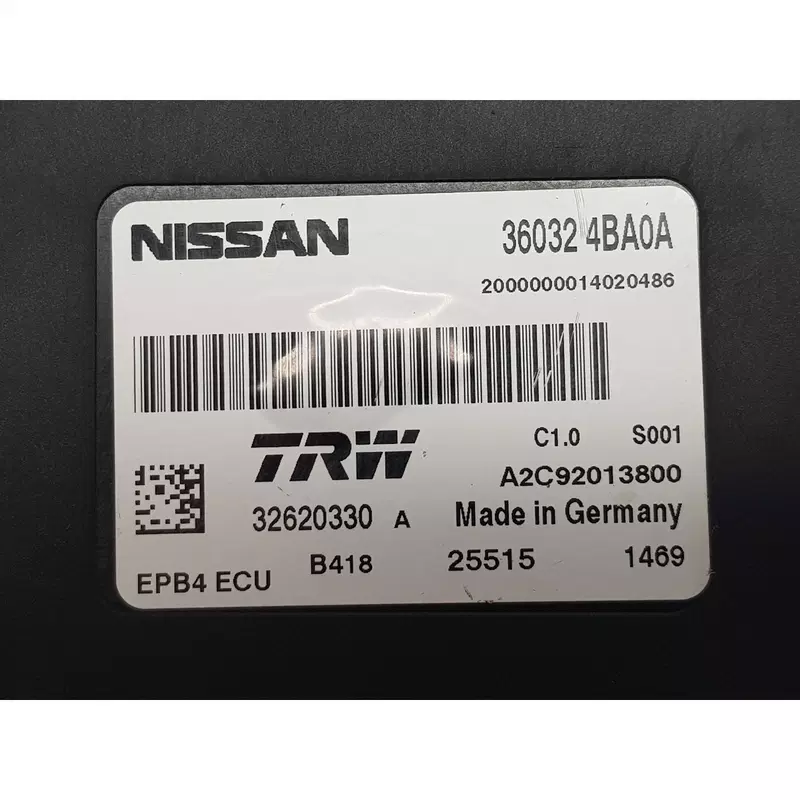 NISSAN 36032 4BA0A
2000000014020486
TRW C1.0 S001
A2C92013800
32620330 A Made in Germany
EPB4 ECU B418 25515 1469